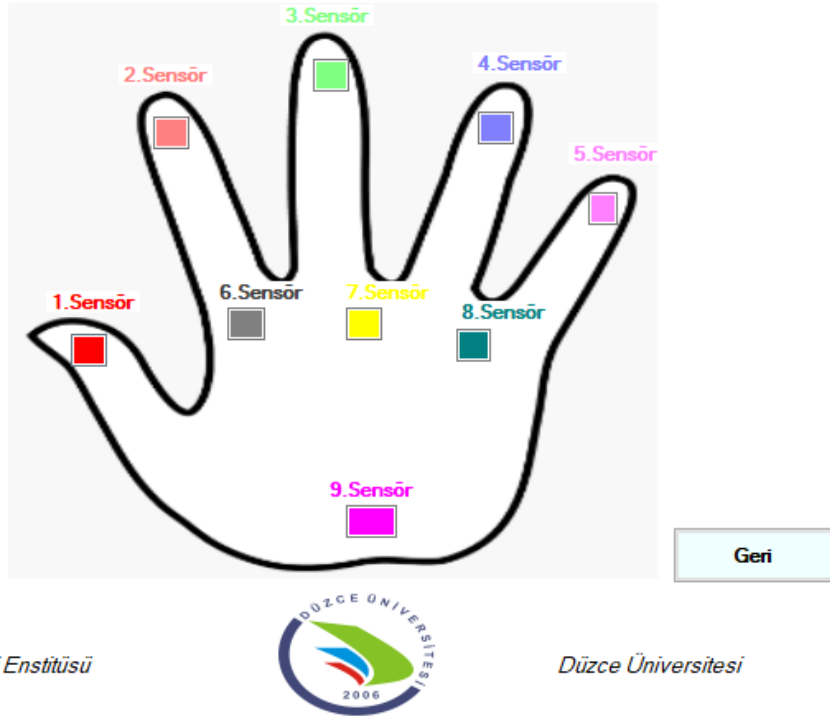 3.Sensör
2.Sensör
4.Sensör
5.Sensör
1.Sensör
6.Sensör
7.Sensör
8.Sensör
9.Sensör
Geri
DÜZCE ÜNİVERSİTESİ
2006
i Enstitüsü
Düzce Üniversitesi